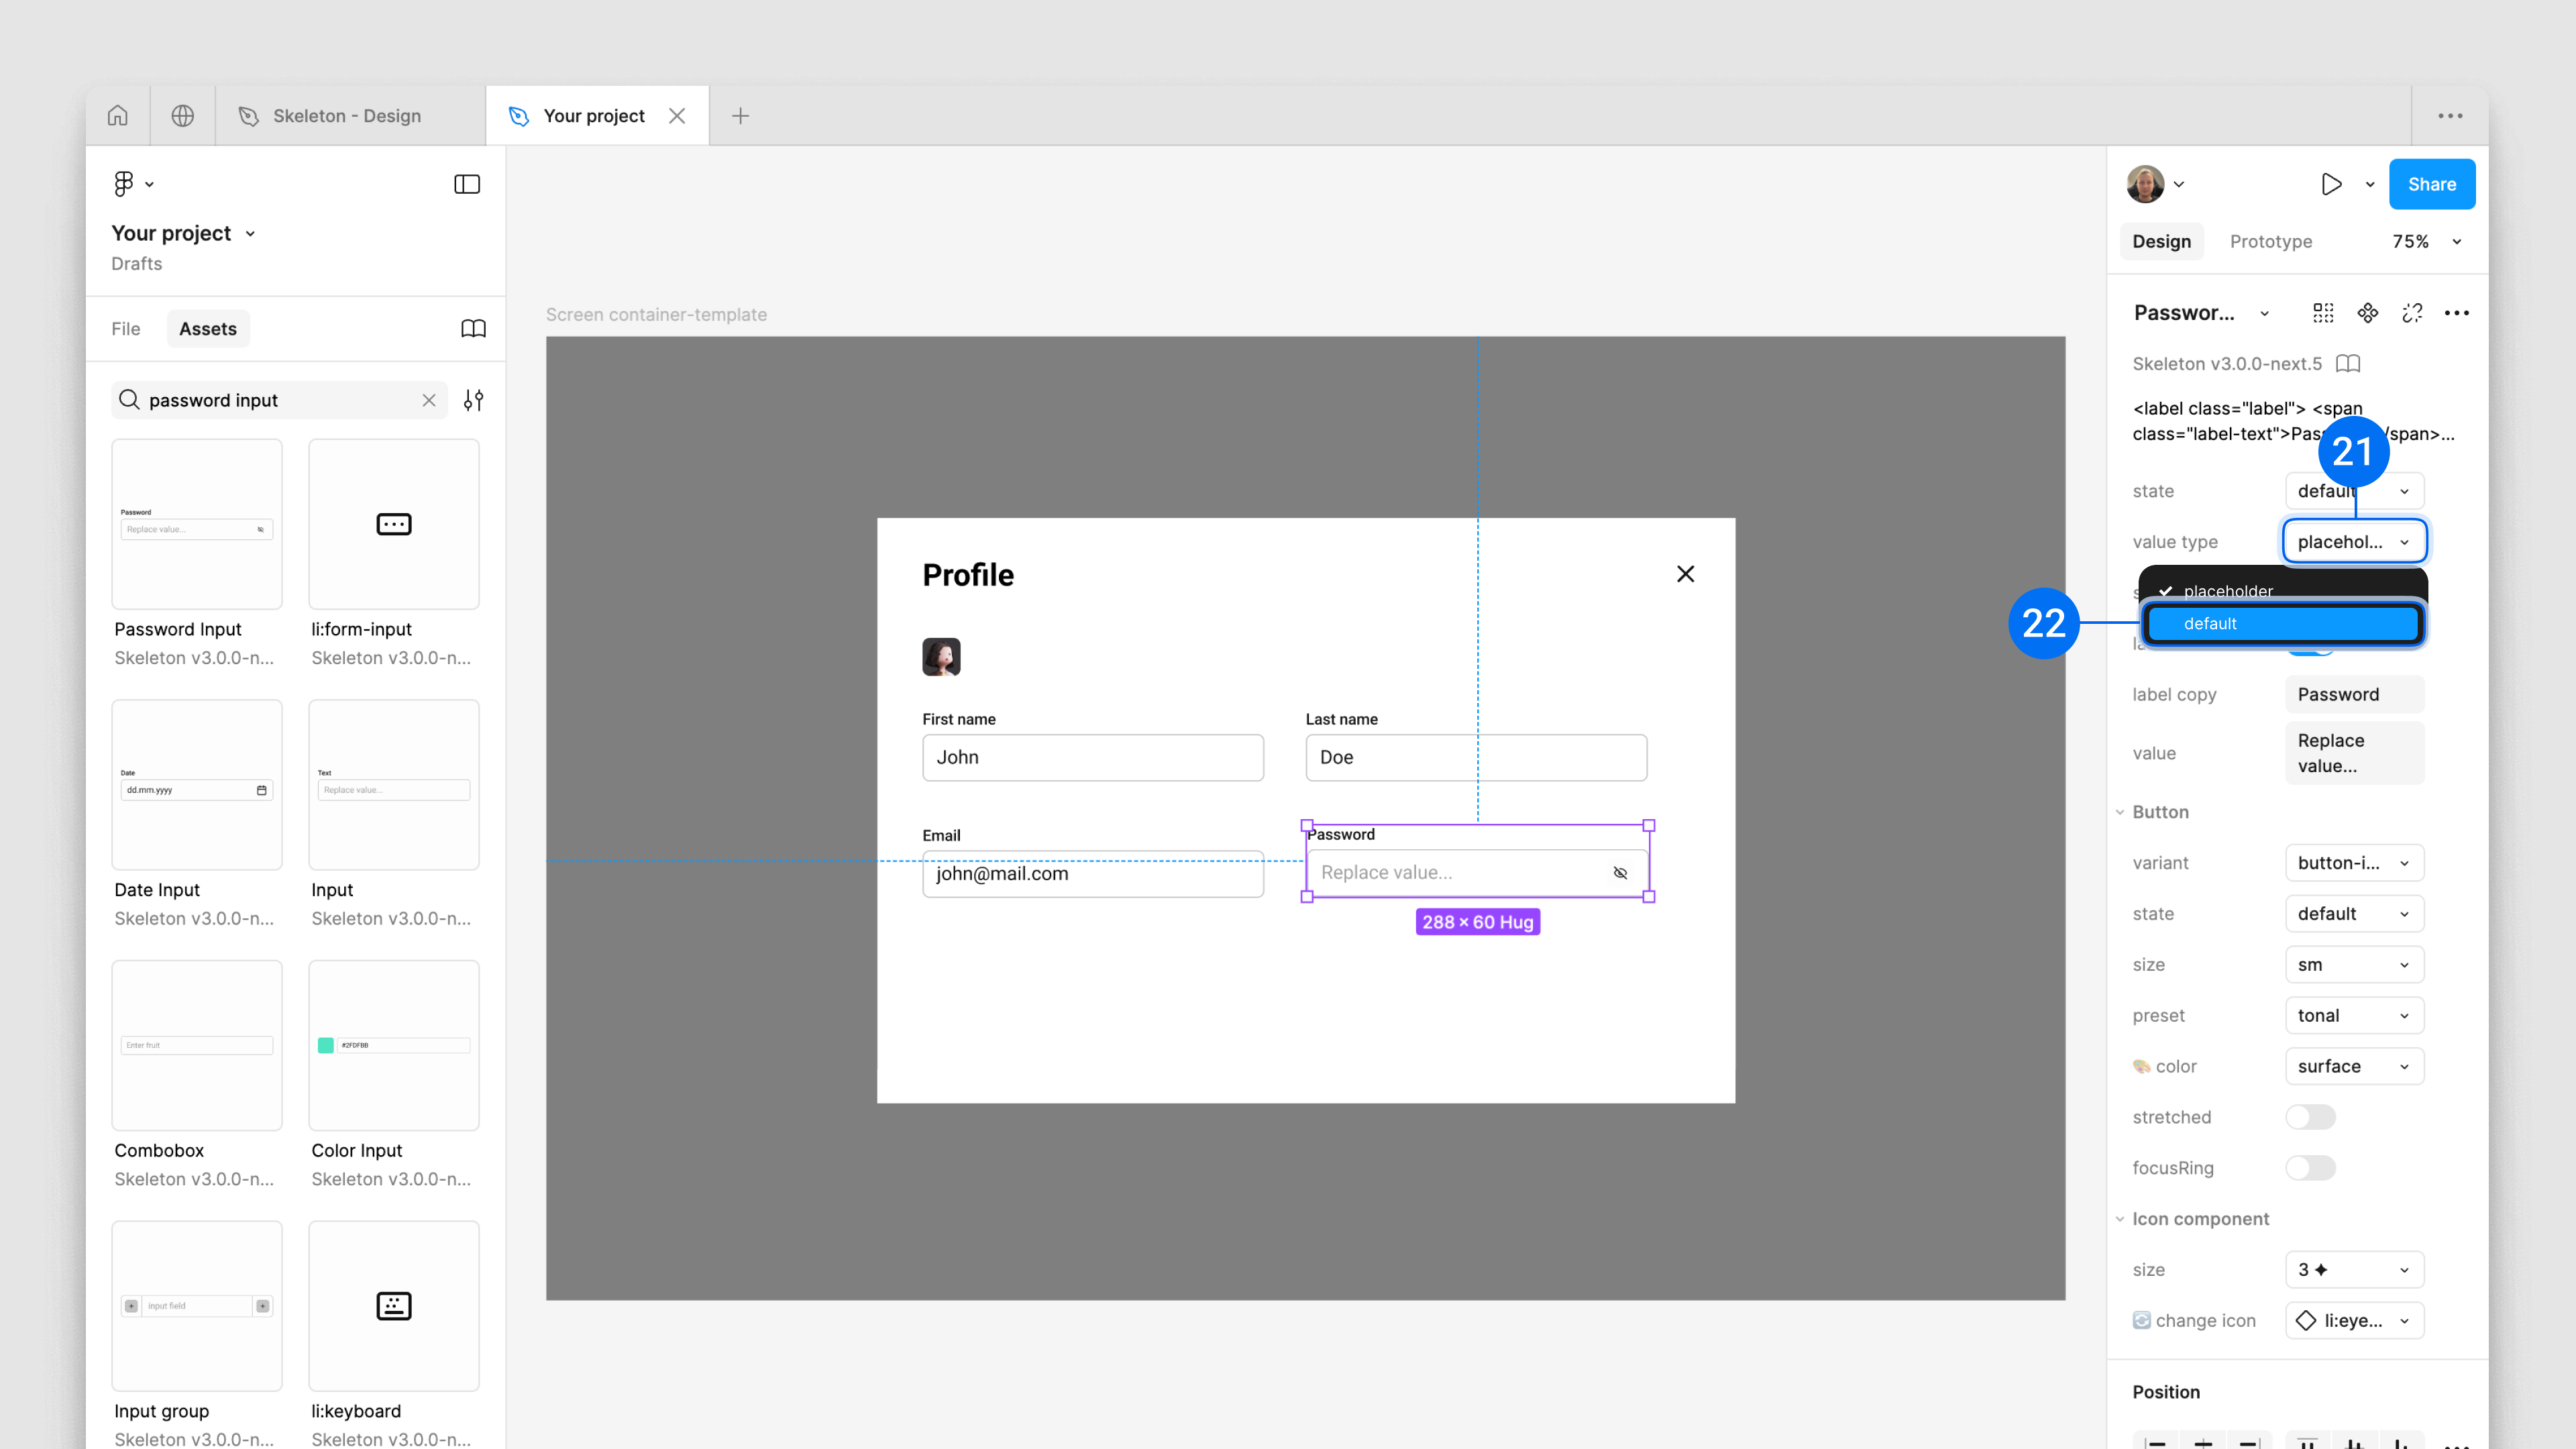 Skeleton - Design
Your project
Share
Your project
Drafts
Design
Prototype
75%
File
Assets
Screen container-template
Passwor...
Skeleton v3.0.0-next.5
password input
<label class="label"> <span
class="label-text">Pas /span>...
21
state
default
value type
placehol...
placeholder
22
default
label copy
Password
value
Replace
value...
Button
variant
button-i...
state
default
size
sm
preset
tonal
color
surface
stretched
focusRing
Icon component
size
3
change icon
li:eye...
Position
Password
Replace value...
Password Input
Skeleton v3.0.0-n...
li:form-input
Skeleton v3.0.0-n...
Date
dd.mm.yyyy
Text
Replace value...
Date Input
Skeleton v3.0.0-n...
Input
Skeleton v3.0.0-n...
Enter fruit
#2FDFBB
Combobox
Skeleton v3.0.0-n...
Color Input
Skeleton v3.0.0-n...
Input field
Input group
Skeleton v3.0.0-n...
li:keyboard
Skeleton v3.0.0-n...
Profile
First name
John
Last name
Doe
Email
john@mail.com
Password
Replace value...
288 × 60 Hug